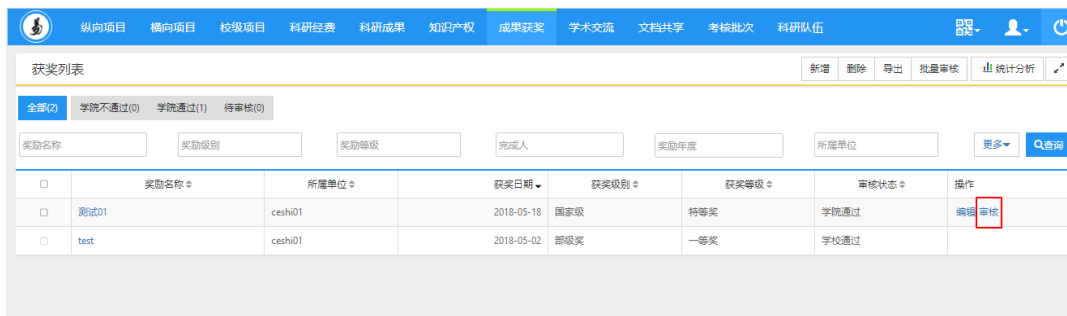 纵向项目 横向项目 校级项目 科研经费 科研成果 知识产权 成果获奖 学术交流 文档共享 考核批次 科研队伍
获奖列表 新增 删除 导出 批量审核 统计分析
全部(2) 学院不通过(0) 学院通过(1) 待审核(0)
奖励名称 奖励级别 奖励等级 完成人 奖励年度 所属单位 更多 查询
奖励名称 所属单位 获奖日期 获奖级别 获奖等级 审核状态 操作
测试01 ceshi01 2018-05-18 国家级 特等奖 学院通过 编辑 审核
test ceshi01 2018-05-02 部级奖 一等奖 学校通过